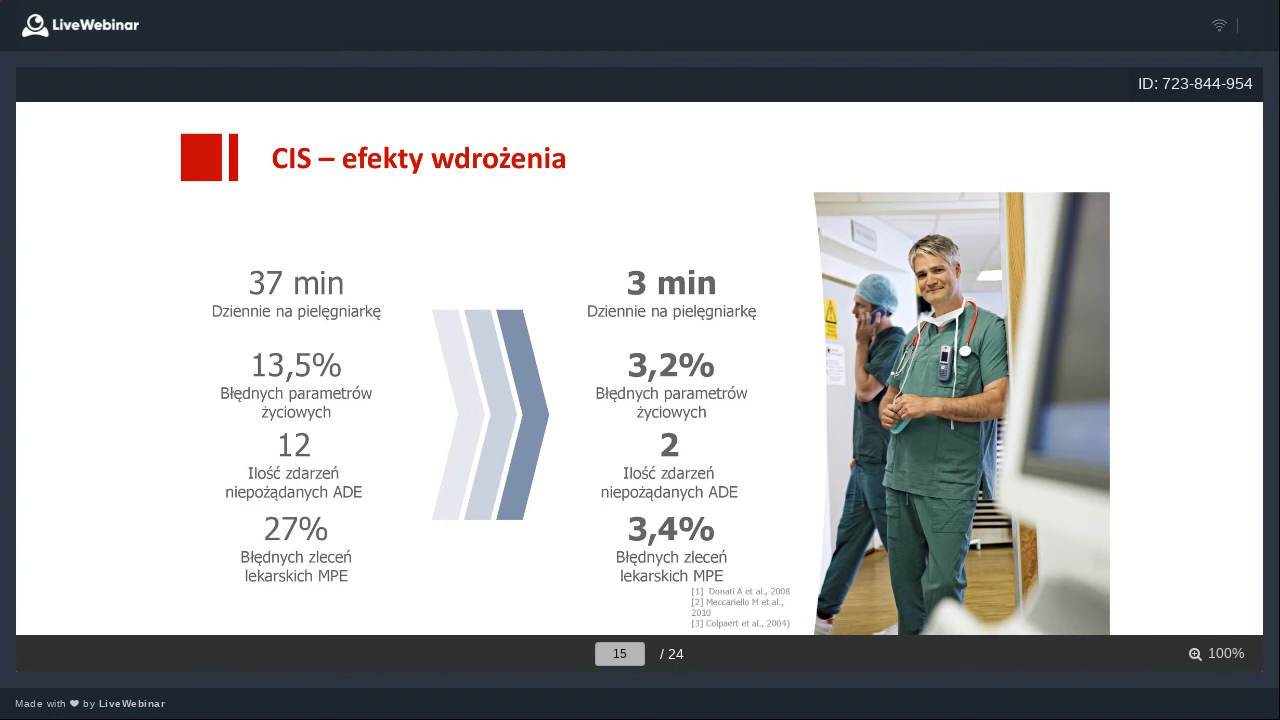 LiveWebinar
ID: 723-844-954
CIS – efekty wdrożenia
37 min
Dziennie na pielęgniarkę
13,5%
Błędnych parametrów
życiowych
12
Ilość zdarzeń
niepożądanych ADE
27%
Błędnych zleceń
lekarskich MPE
3 min
Dziennie na pielęgniarkę
3,2%
Błędnych parametrów
życiowych
2
Ilość zdarzeń
niepożądanych ADE
3,4%
Błędnych zleceń
lekarskich MPE
[1] Donati A et al., 2008
[2] Meccariello M et al.,
2010
[3] Colpaert et al., 2004)
15 / 24
100%
Made with ❤ by LiveWebinar